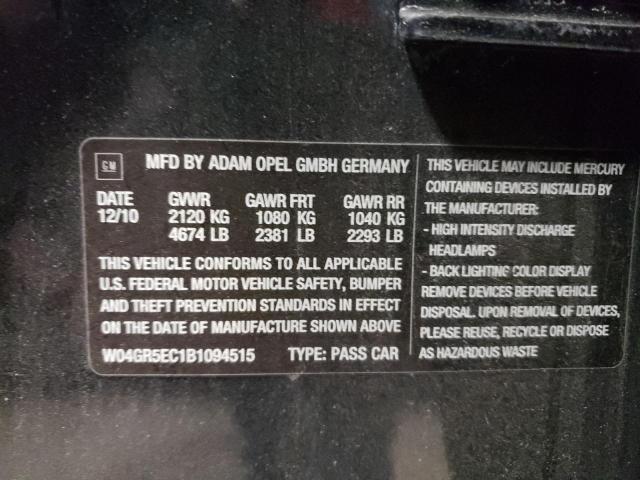 GM
MFD BY ADAM OPEL GMBH GERMANY
DATE GVWR GAWR FRT GAWR RR
12/10 2120 KG 1080 KG 1040 KG
4674 LB 2381 LB 2293 LB
THIS VEHICLE CONFORMS TO ALL APPLICABLE
U.S. FEDERAL MOTOR VEHICLE SAFETY, BUMPER
AND THEFT PREVENTION STANDARDS IN EFFECT
ON THE DATE OF MANUFACTURE SHOWN ABOVE
W04GR5EC1B1094515 TYPE: PASS CAR
THIS VEHICLE MAY INCLUDE MERCURY
CONTAINING DEVICES INSTALLED BY
THE MANUFACTURER:
- HIGH INTENSITY DISCHARGE
HEADLAMPS
- BACK LIGHTING COLOR DISPLAY
REMOVE DEVICES BEFORE VEHICLE
DISPOSAL. UPON REMOVAL OF DEVICES,
PLEASE REUSE, RECYCLE OR DISPOSE
AS HAZARDOUS WASTE